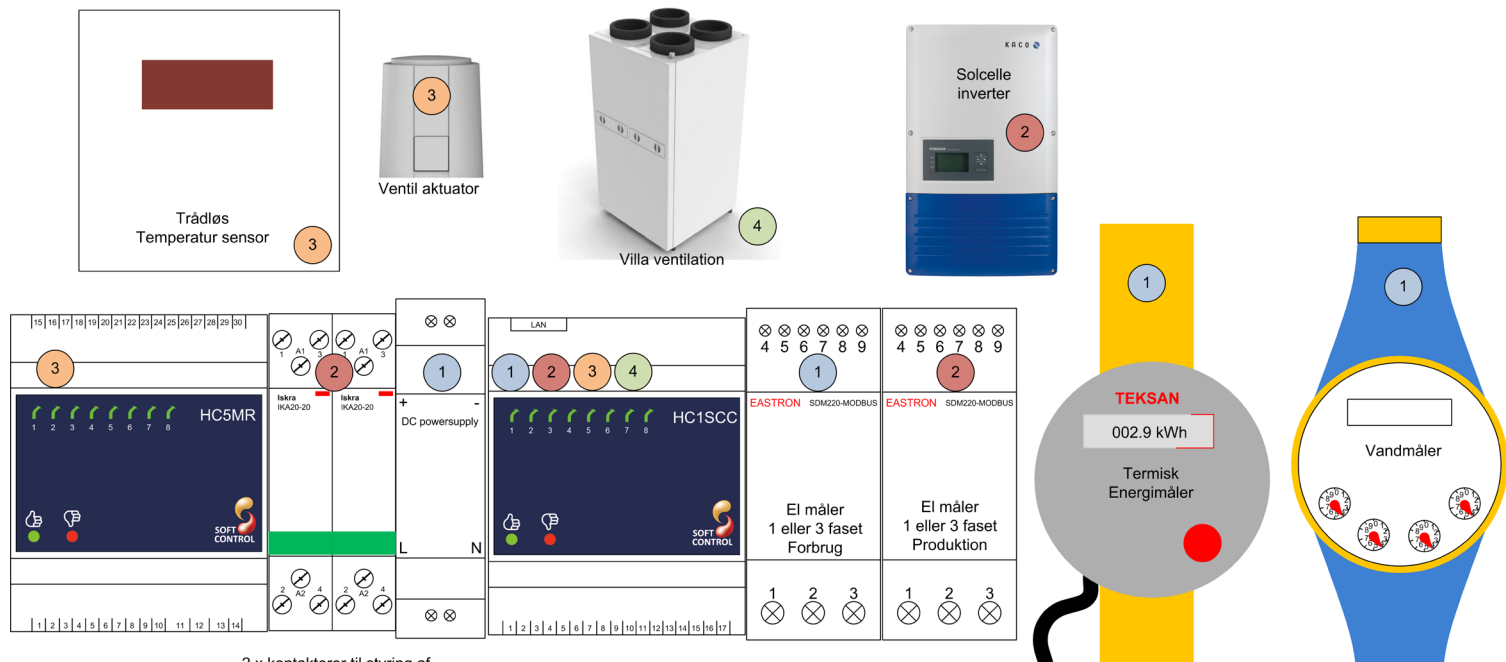 Trådløs
Temperatur sensor
3
3
Ventil aktuator
4
Villa ventilation
KACO
Solcelle
inverter
2
15 16 17 18 19 20 21 22 23 24 25 26 27 28 29 30
3
HC5MR
1 2 3 4 5 6 7 8
SOFT
CONTROL
1 2 3 4 5 6 7 8 9 10 11 12 13 14
1 A1 3 1 A1 3
2
Iskra
IKA20-20
Iskra
IKA20-20
2 A2 4 2 A2 4
1
+ -
DC powersupply
L N
LAN
1 2 3 4
HC1SCC
1 2 3 4 5 6 7 8
SOFT
CONTROL
1 2 3 4 5 6 7 8 9 10 11 12 13 14 15 16 17
4 5 6 7 8 9
1
EASTRON SDM220-MODBUS
El måler
1 eller 3 faset
Forbrug
1 2 3
4 5 6 7 8 9
2
EASTRON SDM220-MODBUS
El måler
1 eller 3 faset
Produktion
1 2 3
1
TEKSAN
002.9 kWh
Termisk
Energimåler
1
Vandmåler